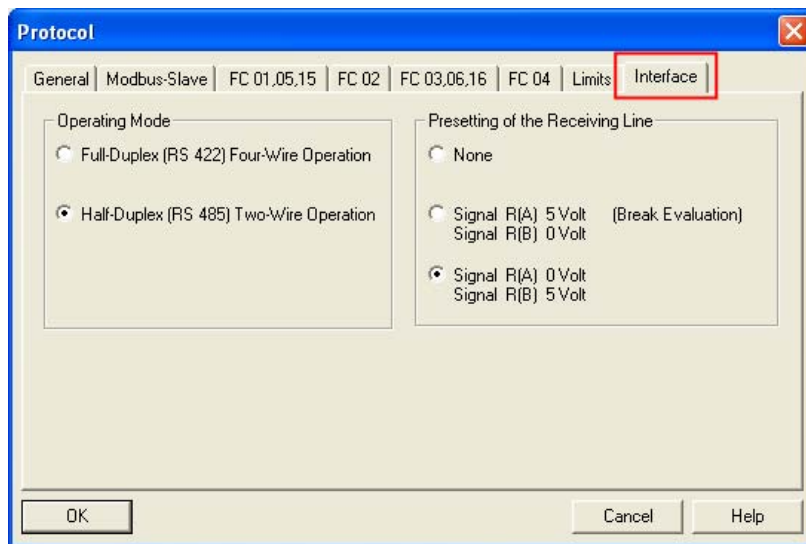 Protocol
General Modbus-Slave FC 01,05,15 FC 02 FC 03,06,16 FC 04 Limits Interface
Operating Mode
Full-Duplex (RS 422) Four-Wire Operation
Half-Duplex (RS 485) Two-Wire Operation
Presetting of the Receiving Line
None
Signal R(A) 5 Volt (Break Evaluation)
Signal R(B) 0 Volt
Signal R(A) 0 Volt
Signal R(B) 5 Volt
OK Cancel Help